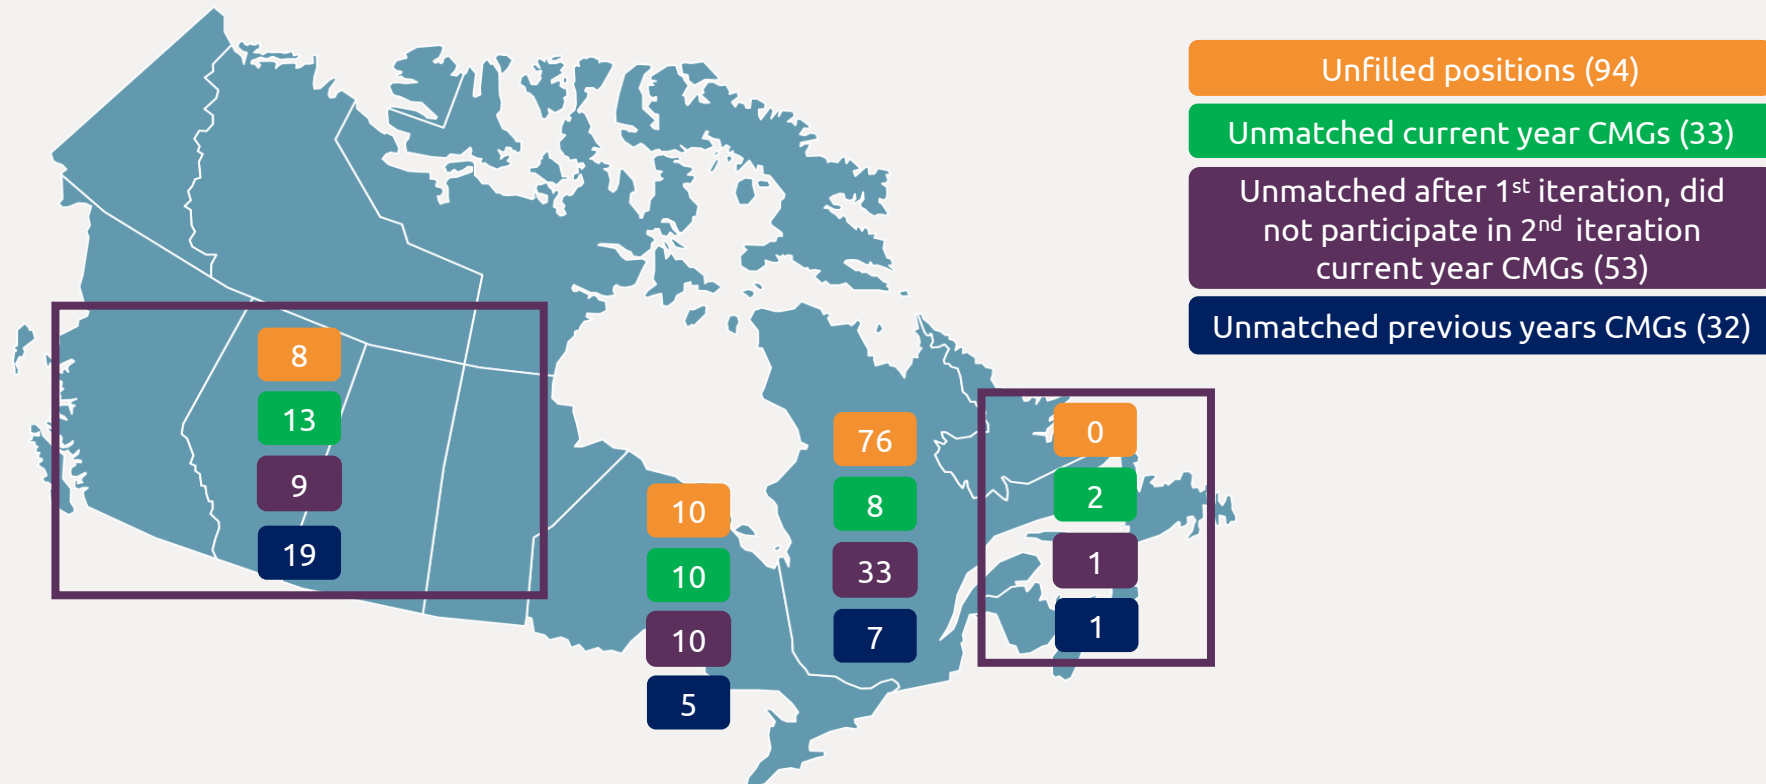 Unfilled positions (94)
Unmatched current year CMGs (33)
Unmatched after 1st iteration, did
not participate in 2nd iteration
current year CMGs (53)
Unmatched previous years CMGs (32)
8
13
9
19
10
10
10
5
76
8
33
7
0
2
1
1